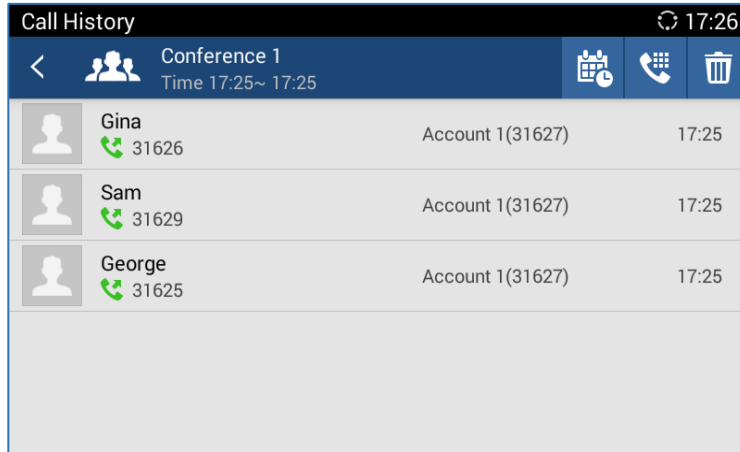 Call History 17:26
Conference 1
Time 17:25~ 17:25
Gina
31626 Account 1(31627) 17:25
Sam
31629 Account 1(31627) 17:25
George
31625 Account 1(31627) 17:25